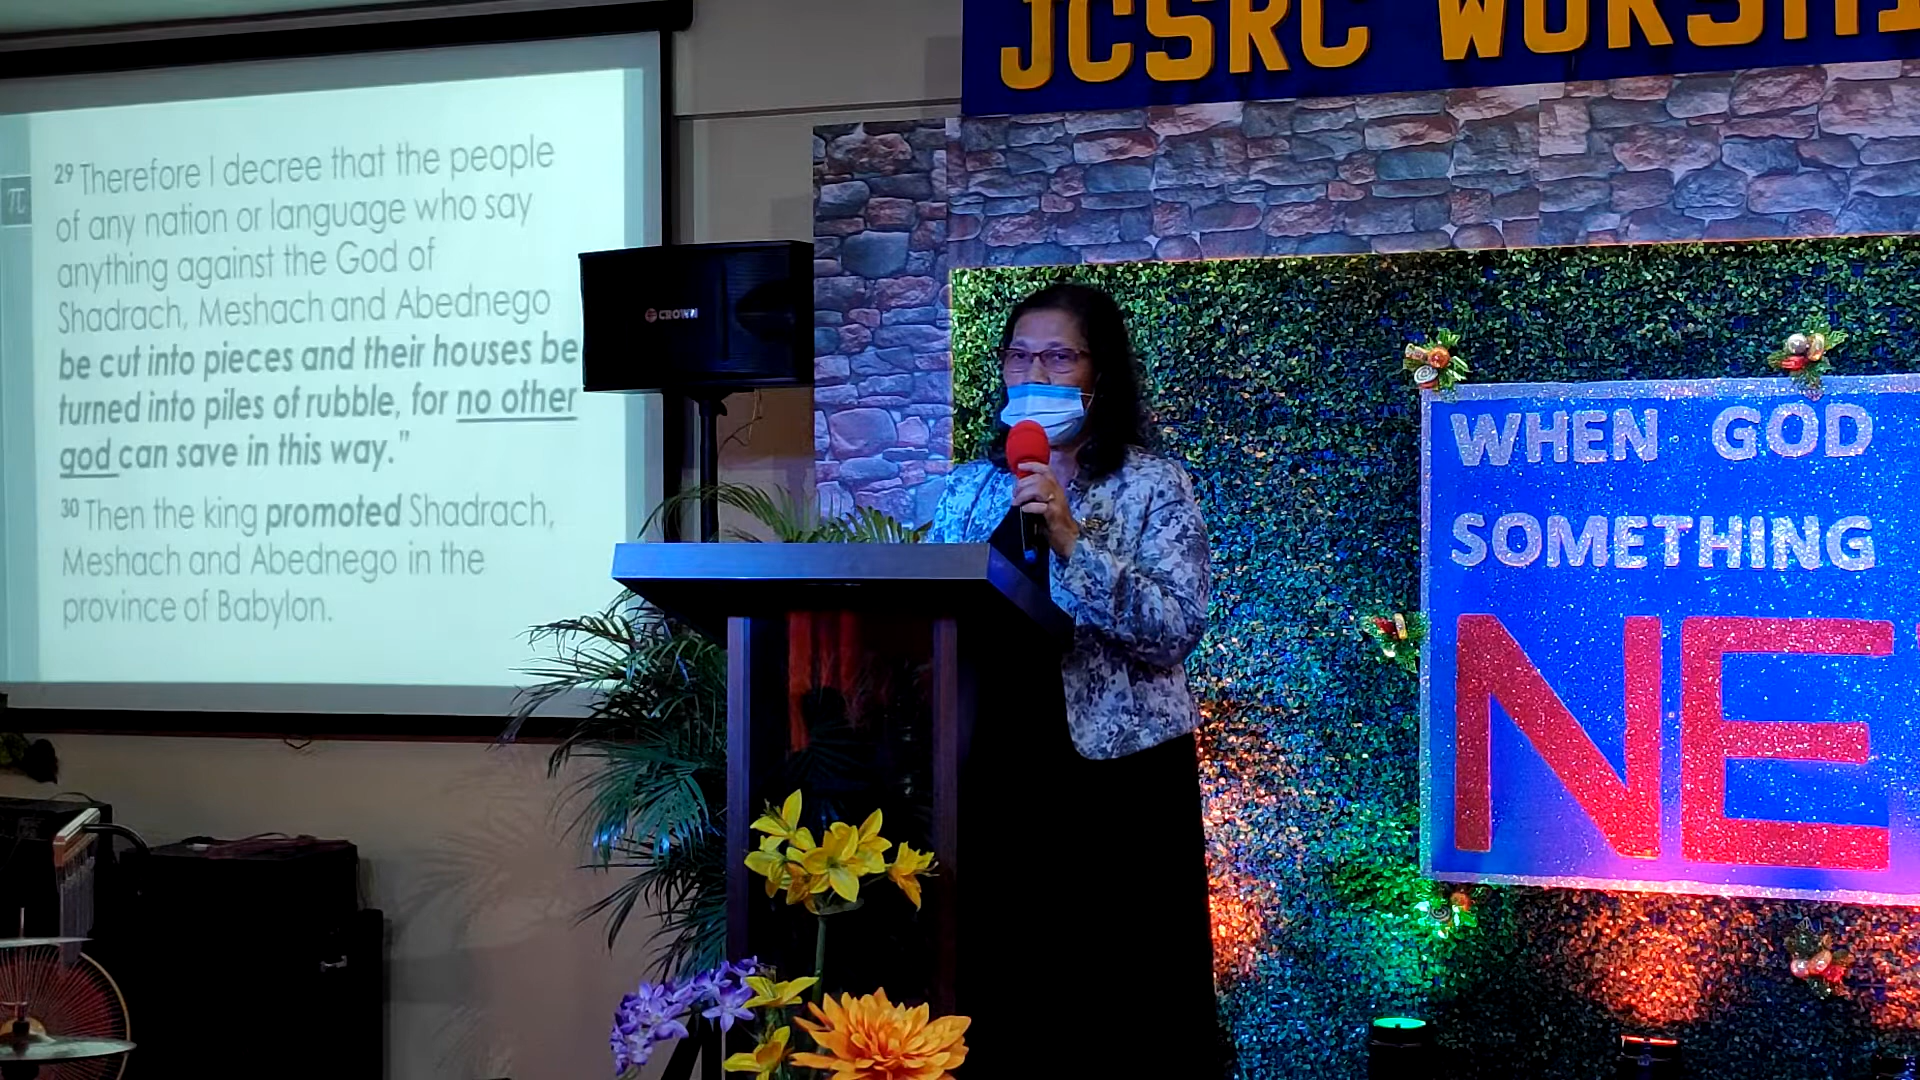 29 Therefore I decree that the people
of any nation or language who say
anything against the God of
Shadrach, Meshach and Abednego
be cut into pieces and their houses be
turned into piles of rubble, for no other
god can save in this way."
30 Then the king promoted Shadrach,
Meshach and Abednego in the
province of Babylon.
π
CROWN
JCSRC WORSHI
WHEN GOD
SOMETHING
NE